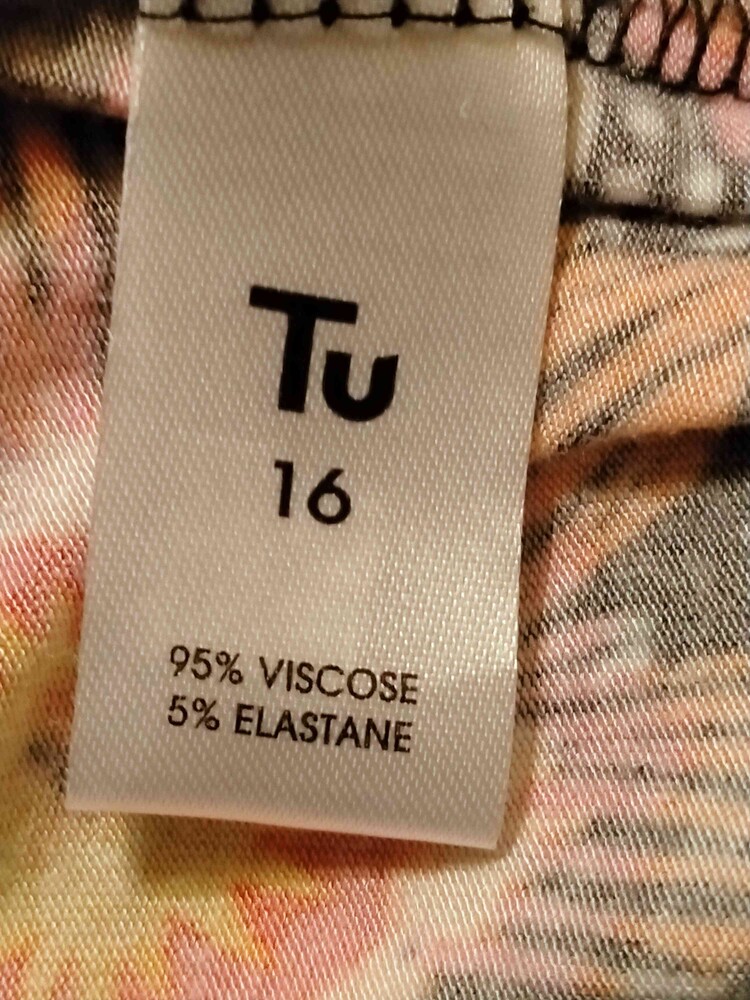 Tu
16
95% VISCOSE
5% ELASTANE